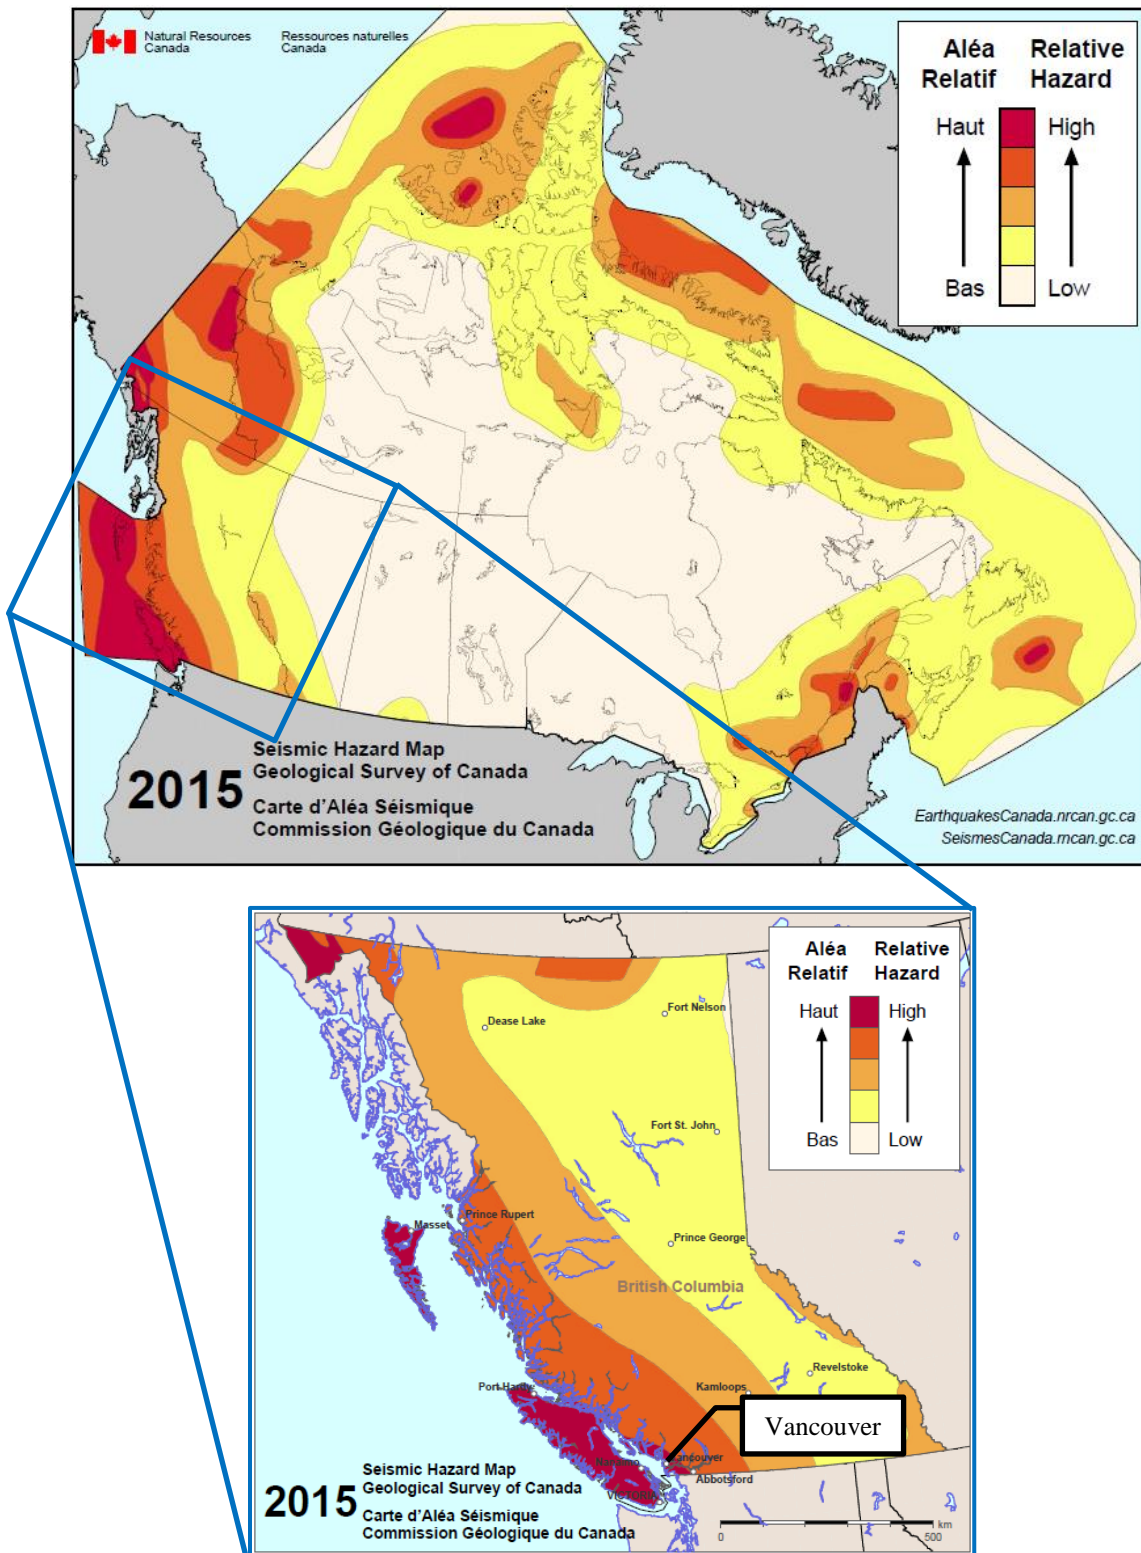 Natural Resources
Canada
Ressources naturelles
Canada
Aléa
Relatif
Relative
Hazard
Haut
High
Bas
Low
2015
Seismic Hazard Map
Geological Survey of Canada
Carte d'Aléa Séismique
Commission Géologique du Canada
EarthquakesCanada.nrcan.gc.ca
SeismesCanada.rncan.gc.ca
Aléa
Relatif
Relative
Hazard
Haut
High
Bas
Low
Dease Lake
Fort Nelson
Fort St. John
Masset
Prince Rupert
Prince George
British Columbia
Revelstoke
Port Hardy
Kamloops
Vancouver
Vancouver
Nanaimo
Abbotsford
VICTORIA
2015
Seismic Hazard Map
Geological Survey of Canada
Carte d'Aléa Séismique
Commission Géologique du Canada
km
0
500